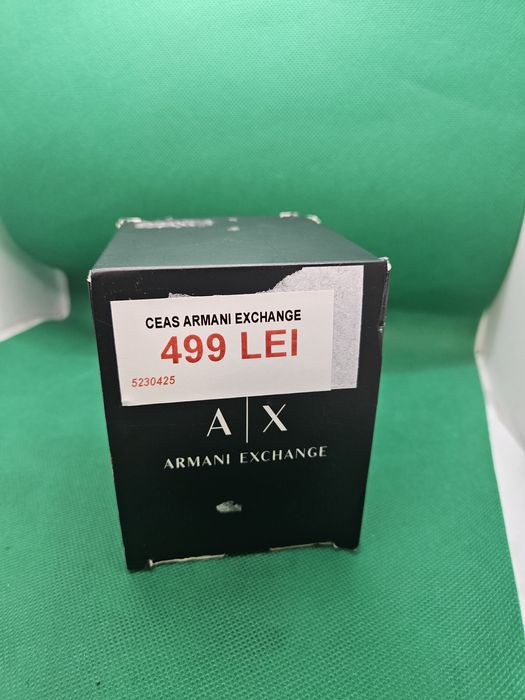 CEAS ARMANI EXCHANGE
499 LEI
5230425
A|X
ARMANI EXCHANGE